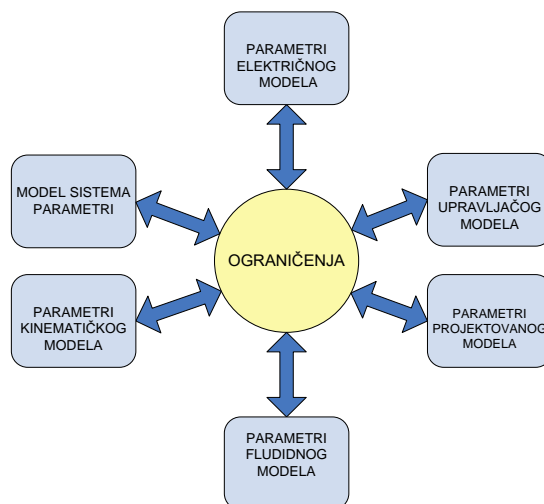 PARAMETRI
ELEKTRIČNOG
MODELA
MODEL SISTEMA
PARAMETRI
PARAMETRI
UPRAVLJAČOG
MODELA
OGRANIČENJA
PARAMETRI
KINEMATIČKOG
MODELA
PARAMETRI
PROJEKTOVANOG
MODELA
PARAMETRI
FLUDIDNOG
MODELA